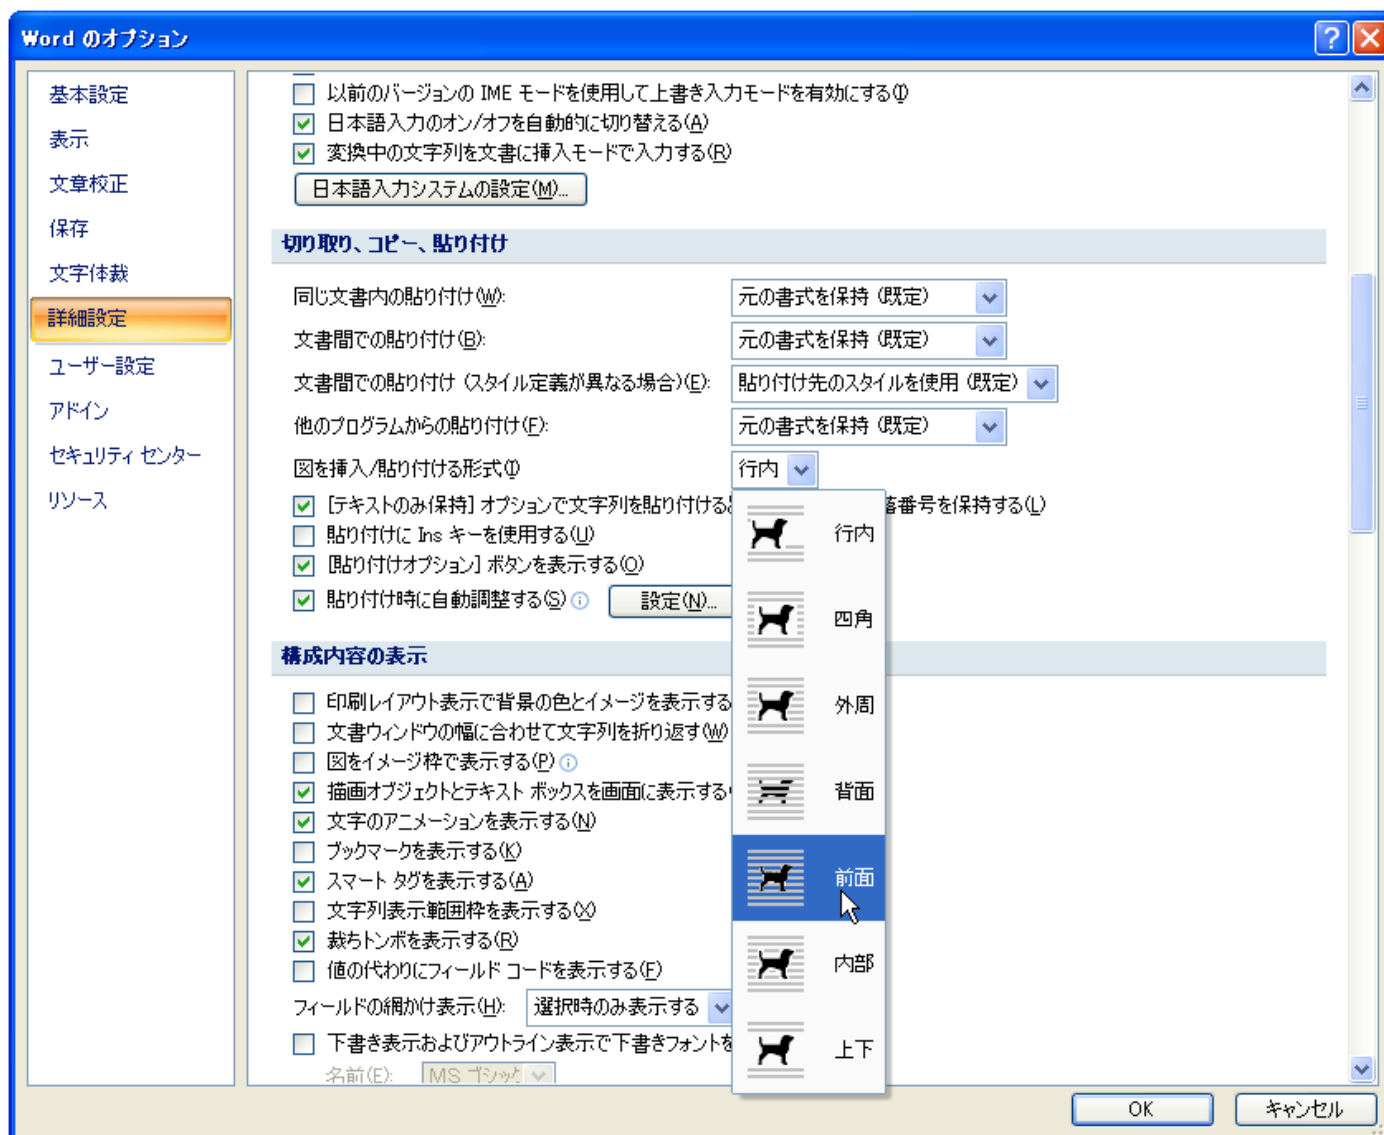 Word のオプション
基本設定
表示
文章校正
保存
文字体裁
詳細設定
ユーザー設定
アドイン
セキュリティ センター
リソース
以前のバージョンの IME モードを使用して上書き入力モードを有効にする(I)
日本語入力のオン/オフを自動的に切り替える(A)
変換中の文字列を文書に挿入モードで入力する(R)
日本語入力システムの設定(M)...
切り取り、コピー、貼り付け
同じ文書内の貼り付け(W): 元の書式を保持 (既定)
文書間での貼り付け(B): 元の書式を保持 (既定)
文書間での貼り付け (スタイル定義が異なる場合)(E): 貼り付け先のスタイルを使用 (既定)
他のプログラムからの貼り付け(F): 元の書式を保持 (既定)
図を挿入/貼り付ける形式(I) 行内
[テキストのみ保持] オプションで文字列を貼り付ける 番号を保持する(L)
貼り付けに Ins キーを使用する(U)
[貼り付けオプション] ボタンを表示する(O)
貼り付け時に自動調整する(S) 設定(N)...
構成内容の表示
印刷レイアウト表示で背景の色とイメージを表示する
文書ウィンドウの幅に合わせて文字列を折り返す(W)
図をイメージ枠で表示する(P)
描画オブジェクトとテキスト ボックスを画面に表示する
文字のアニメーションを表示する(N)
ブックマークを表示する(K)
スマート タグを表示する(A)
文字列表示範囲枠を表示する(X)
裁ちトンボを表示する(R)
値の代わりにフィールド コードを表示する(F)
フィールドの網かけ表示(H): 選択時のみ表示する
下書き表示およびアウトライン表示で下書きフォントを
名前(E): MS ゴシック
行内
四角
外周
背面
前面
内部
上下
OK キャンセル